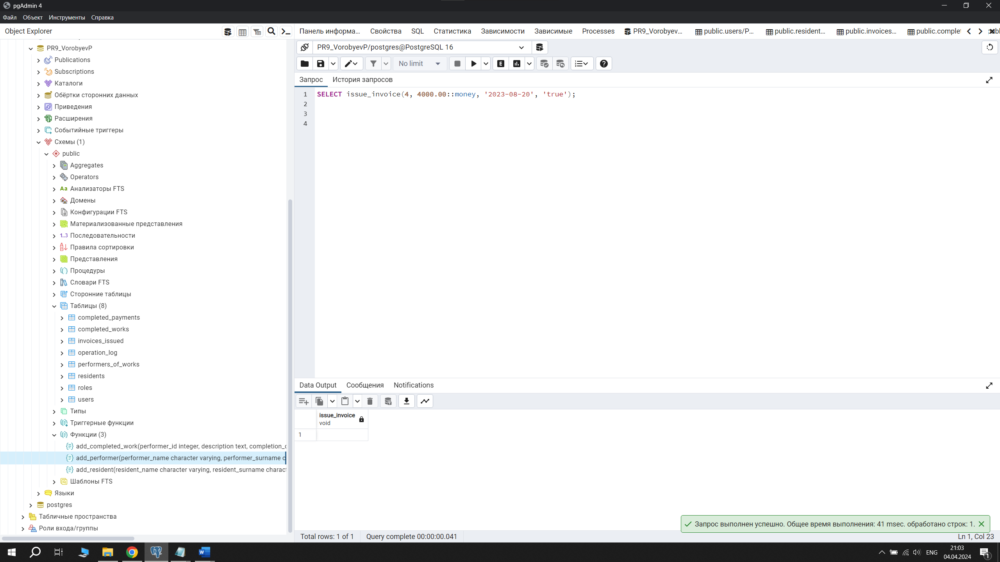 pgAdmin 4
Файл Объект Инструменты Справка
Object Explorer
PR9_VorobyevP
Publications
Subscriptions
Каталоги
Обёртки сторонних данных
Приведения
Расширения
Событийные триггеры
Схемы (1)
public
Aggregates
Operators
Анализаторы FTS
Домены
Конфигурации FTS
Материализованные представления
1..3 Последовательности
Правила сортировки
Представления
Процедуры
Словари FTS
Сторонние таблицы
Таблицы (8)
completed_payments
completed_works
invoices_issued
operation_log
performers_of_works
residents
roles
users
Типы
Триггерные функции
Функции (3)
add_completed_work(performer_id integer, description text, completion_
add_performer(performer_name character varying, performer_surname c
add_resident(resident_name character varying, resident_surname charact
Шаблоны FTS
Языки
postgres
Табличные пространства
Роли входа/группы
Панель информа... Свойства SQL Статистика Зависимости Зависимые Processes PR9_Vorobyev... public.users/P... public.resident... public.invoices... public.comple
PR9_VorobyevP/postgres@PostgreSQL 16
No limit
Запрос История запросов
1 SELECT issue_invoice(4, 4000.00::money, '2023-08-20', 'true');
2
3
4
Data Output Сообщения Notifications
issue_invoice
void
1
Запрос выполнен успешно. Общее время выполнения: 41 msec. обработано строк: 1.
Total rows: 1 of 1 Query complete 00:00:00.041 Ln 1, Col 23
ENG
21:03
04.04.2024
1